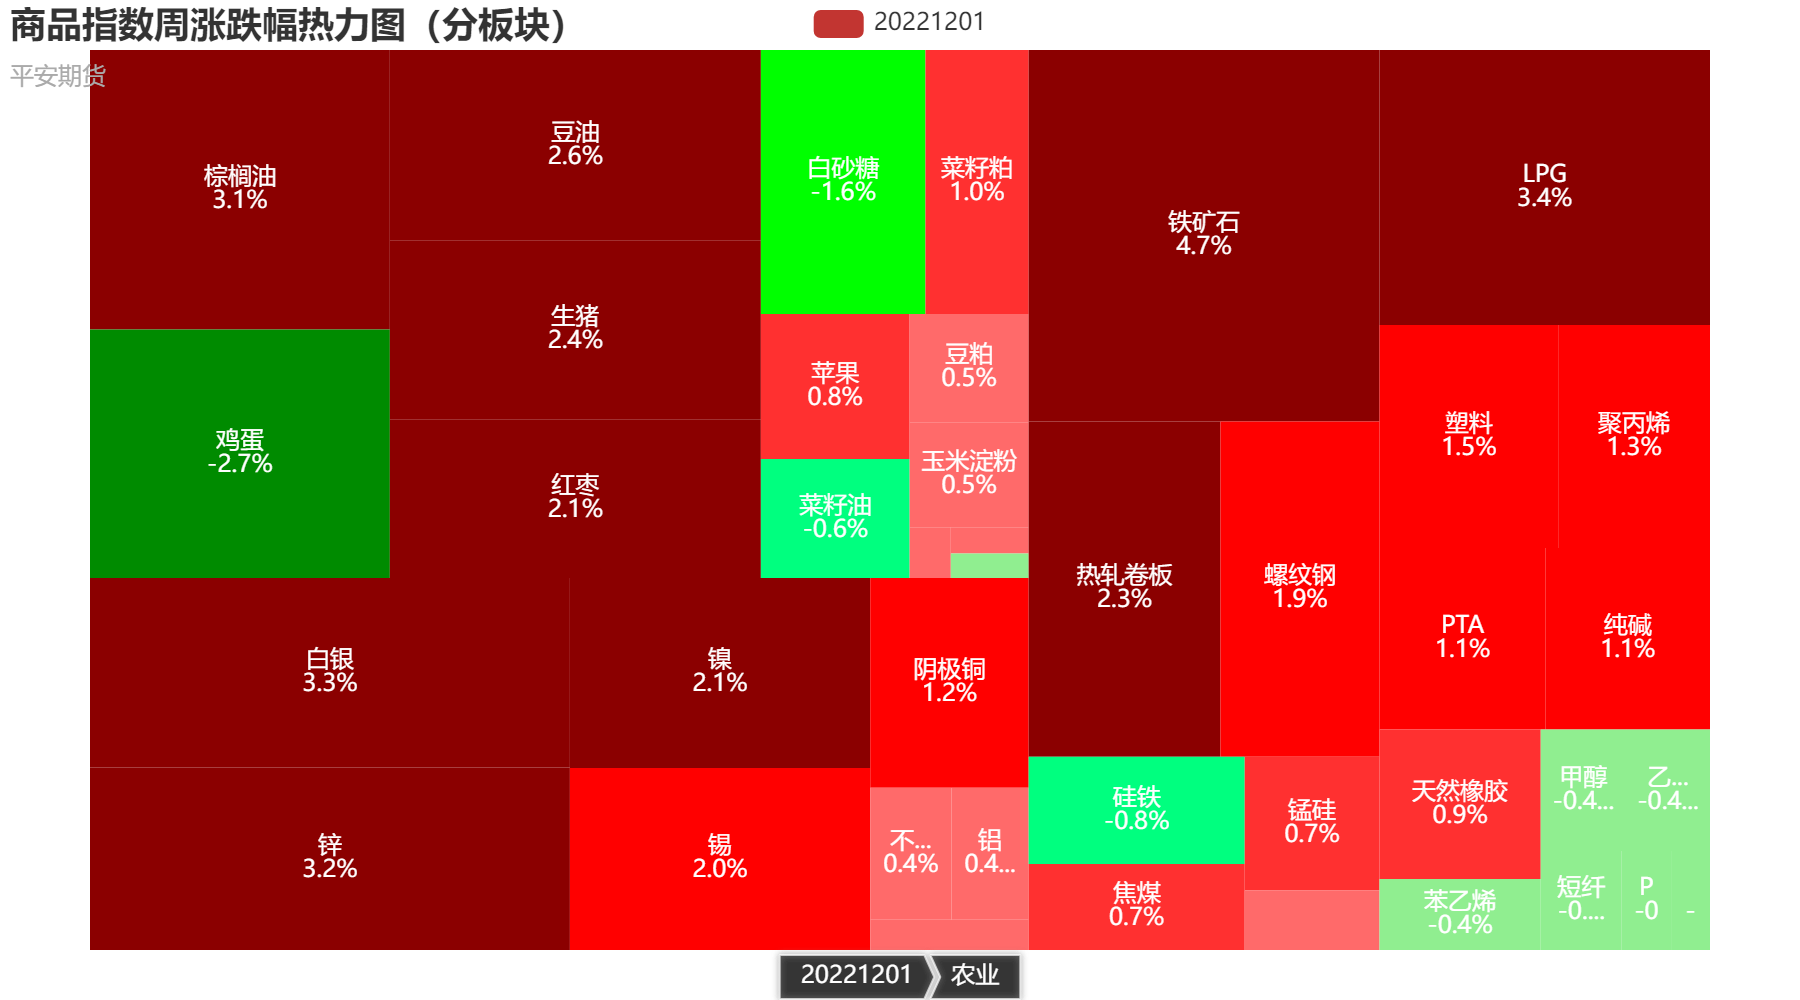 商品指数周涨跌幅热力图（分板块）
20221201
平安期货
棕榈油
3.1%
豆油
2.6%
生猪
2.4%
鸡蛋
-2.7%
红枣
2.1%
白砂糖
-1.6%
菜籽粕
1.0%
苹果
0.8%
豆粕
0.5%
玉米淀粉
0.5%
菜籽油
-0.6%
白银
3.3%
镍
2.1%
锌
3.2%
锡
2.0%
阴极铜
1.2%
不...
0.4%
铝
0.4...
铁矿石
4.7%
热轧卷板
2.3%
螺纹钢
1.9%
硅铁
-0.8%
锰硅
0.7%
焦煤
0.7%
LPG
3.4%
塑料
1.5%
聚丙烯
1.3%
PTA
1.1%
纯碱
1.1%
天然橡胶
0.9%
苯乙烯
-0.4%
甲醇
-0.4...
乙...
-0.4...
短纤
-0....
P
-0
-
20221201
农业